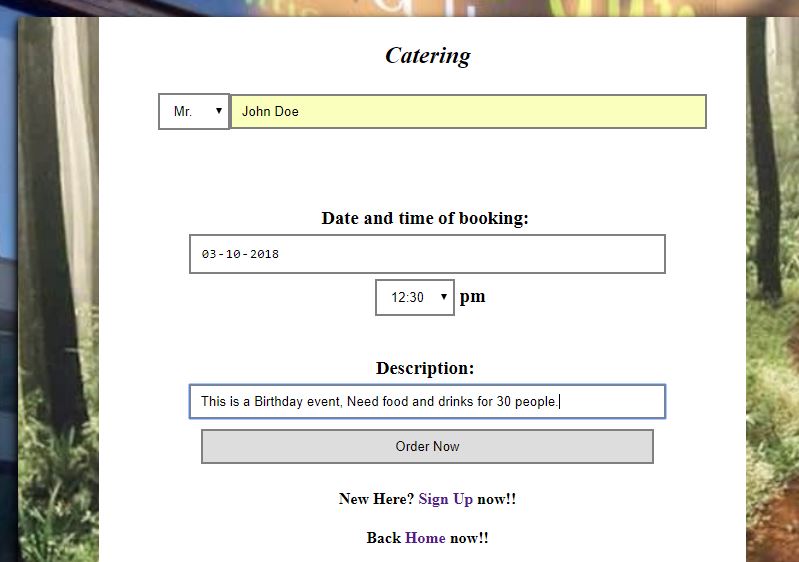 Catering
Mr. John Doe
Date and time of booking:
03-10-2018
12:30 pm
Description:
This is a Birthday event, Need food and drinks for 30 people.
Order Now
New Here? Sign Up now!!
Back Home now!!